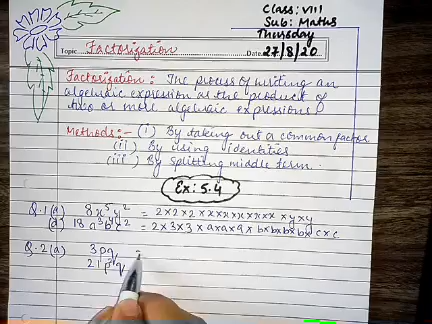 Class: VIII
Sub: Maths
Thursday
Topic Factorization Date 27/8/20
Factorization: The process of writing an
algebraic expression as the product of
two or more algebraic expressions
Methods:- (i) By taking out a common factor
(ii) By using identities
(iii) By splitting middle term.
Ex: 5.4
Q.1(a) 8x⁵y² = 2×2×2×x×x×x×x×x×y×y
(d) 18a³b⁴c² = 2×3×3×a×a×a×b×b×b×b×c×c
Q.2(a) 3pq =